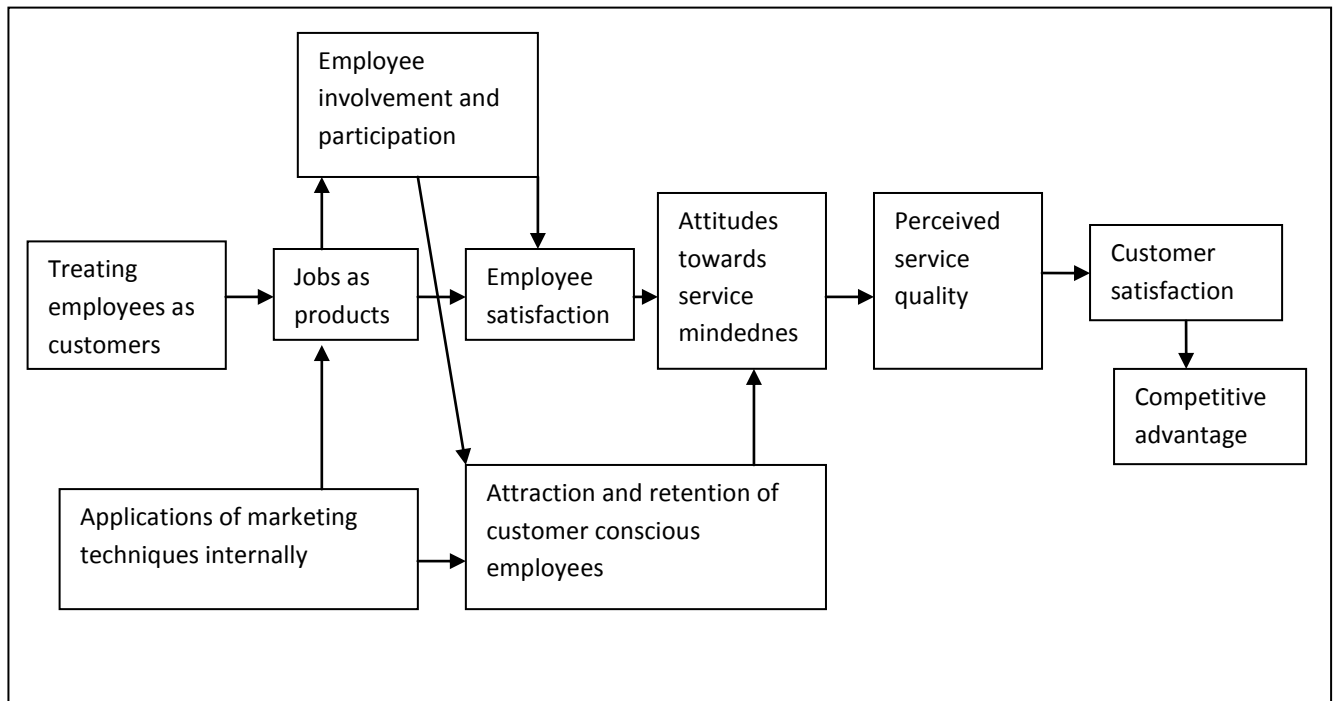 Employee
involvement and
participation
Treating
employees as
customers
Jobs as
products
Employee
satisfaction
Attitudes
towards
service
mindednes
Perceived
service
quality
Customer
satisfaction
Competitive
advantage
Applications of marketing
techniques internally
Attraction and retention of
customer conscious
employees